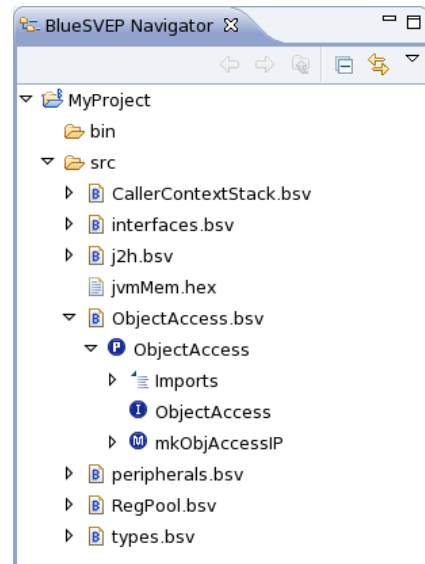 BlueSVEP Navigator
MyProject
bin
src
CallerContextStack.bsv
interfaces.bsv
j2h.bsv
jvmMem.hex
ObjectAccess.bsv
ObjectAccess
Imports
ObjectAccess
mkObjAccessIP
peripherals.bsv
RegPool.bsv
types.bsv